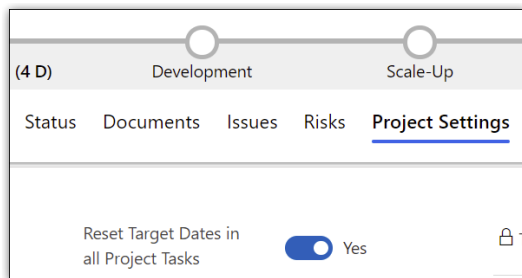 (4 D) Development Scale-Up
Status Documents Issues Risks Project Settings
Reset Target Dates in
all Project Tasks
Yes